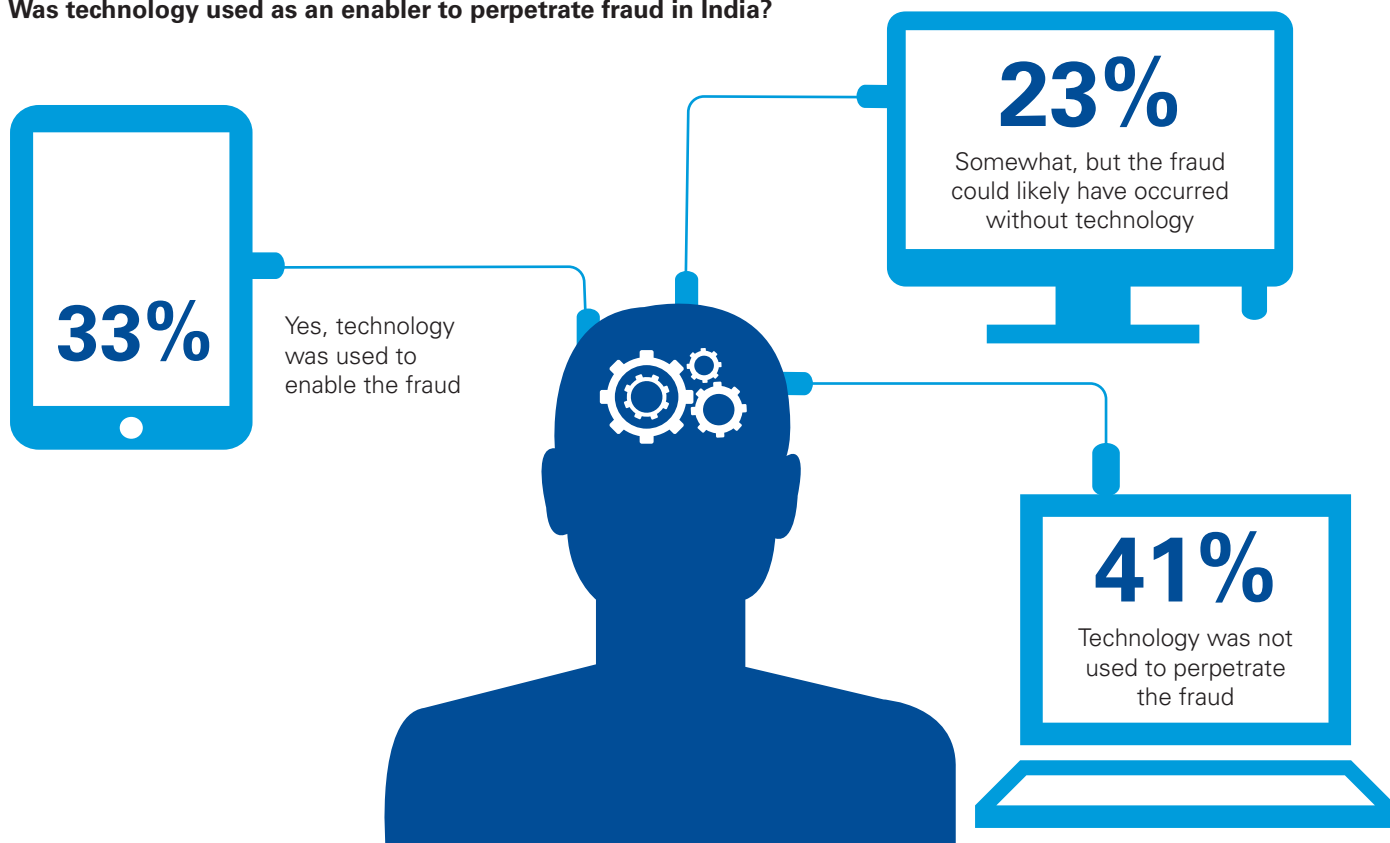 Was technology used as an enabler to perpetrate fraud in India?
33%
Yes, technology
was used to
enable the fraud
23%
Somewhat, but the fraud
could likely have occurred
without technology
41%
Technology was not
used to perpetrate
the fraud